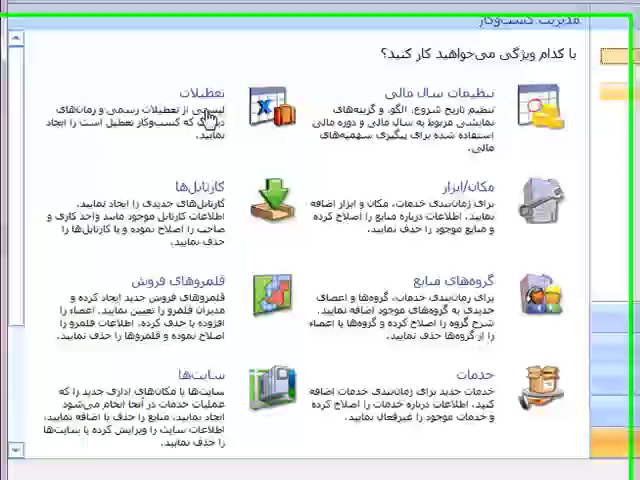 مدیریت کسب‌وکار
با کدام ویژگی می‌خواهید کار کنید؟
تنظیمات سال مالی
تنظیم تاریخ شروع، الگو، و گزینه‌های
نمایشی مربوط به سال مالی و دوره مالی
استفاده شده برای پیگیری سهمیه‌های
مالی.
تعطیلات
لیستی از تعطیلات رسمی و زمان‌های
که کسب‌وکار تعطیل است را ایجاد
نمایید.
مکان/ابزار
برای زمان‌بندی خدمات، مکان و ابزار اضافه
نمایید. اطلاعات درباره منابع را اصلاح کرده
و منابع موجود را حذف نمایید.
کارتابل‌ها
کارتابل‌های جدیدی را ایجاد نمایید.
اطلاعات کارتابل موجود مانند واحد کاری و
صاحب را اصلاح نموده و یا کارتابل‌ها را
حذف نمایید.
گروه‌های منابع
برای زمان‌بندی خدمات، گروه‌ها و اعضای
جدیدی به گروه‌های موجود اضافه نمایید.
شرح گروه را اصلاح کرده و گروه‌ها یا اعضاء
را از گروه‌ها حذف نمایید.
قلمروهای فروش
قلمروهای فروش جدید ایجاد کرده و
مدیران قلمرو را تعیین نمایید. اعضاء را
افزوده یا حذف کرده، اطلاعات قلمرو را
اصلاح نموده و قلمروها را حذف نمایید.
خدمات
خدمات جدید برای زمان‌بندی خدمات اضافه
کنید. اطلاعات درباره خدمات را اصلاح کرده
و خدمات موجود را غیرفعال نمایید.
سایت‌ها
سایت‌ها یا مکان‌های اداری جدید را که
عملیات خدمات در آنجا انجام می‌شود
ایجاد نمایید. منابع را حذف یا اضافه نمایید.
اطلاعات سایت را ویرایش کرده یا سایت‌ها
را حذف نمایید.